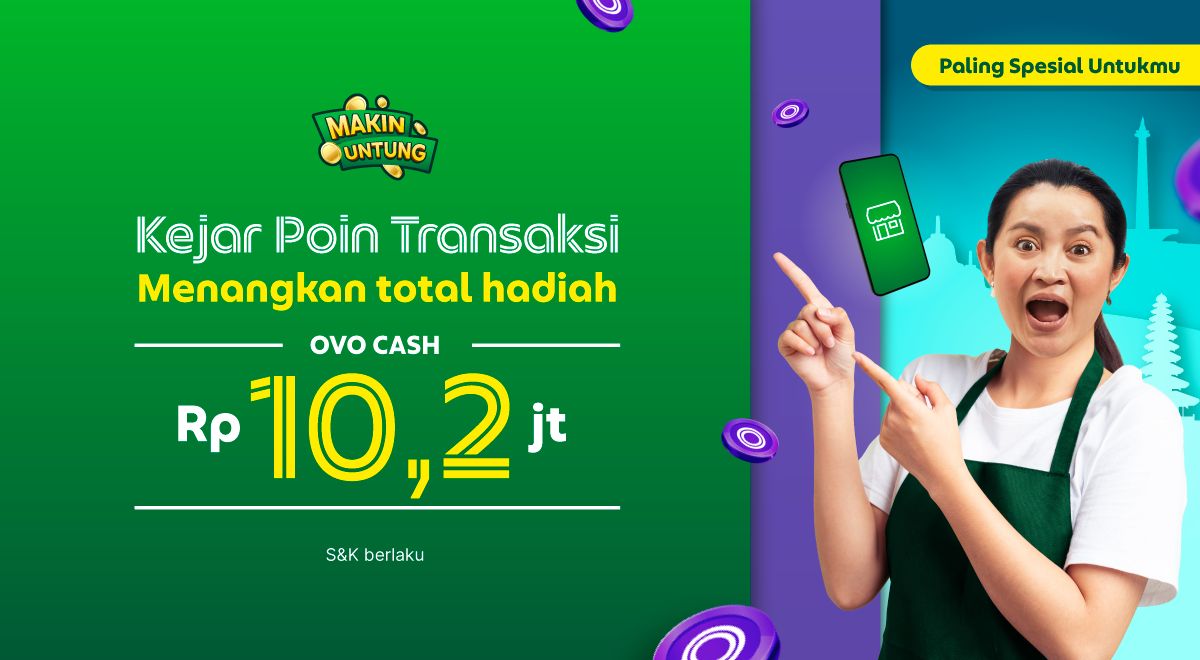 MAKIN
UNTUNG
Kejar Poin Transaksi
Menangkan total hadiah
OVO CASH
Rp 10,2 jt
S&K berlaku
Paling Spesial Untukmu